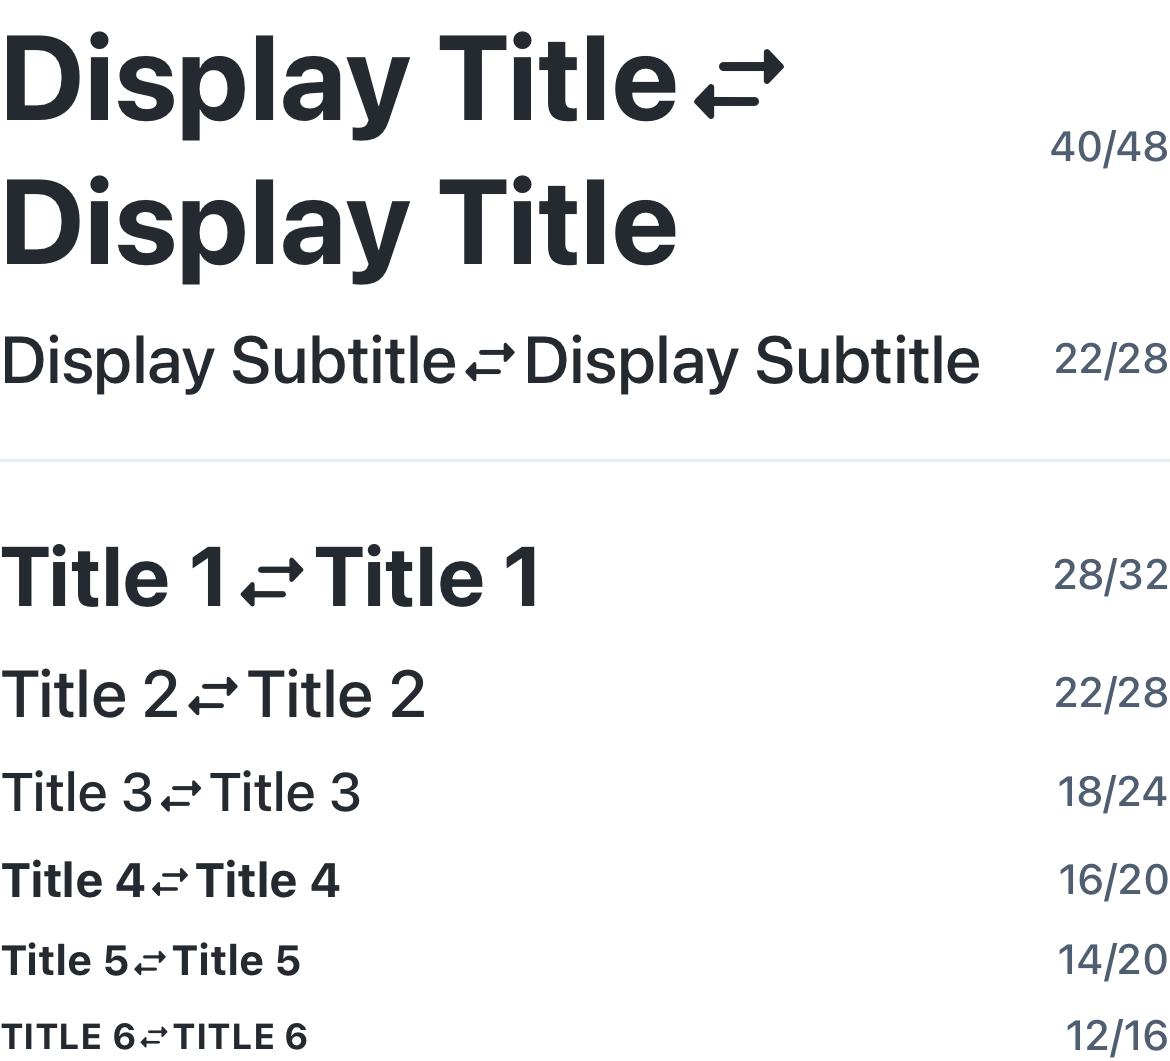 Display Title⇄
40/48
Display Title
Display Subtitle⇄Display Subtitle 22/28
Title 1⇄Title 1 28/32
Title 2⇄Title 2 22/28
Title 3⇄Title 3 18/24
Title 4⇄Title 4 16/20
Title 5⇄Title 5 14/20
TITLE 6⇄TITLE 6 12/16